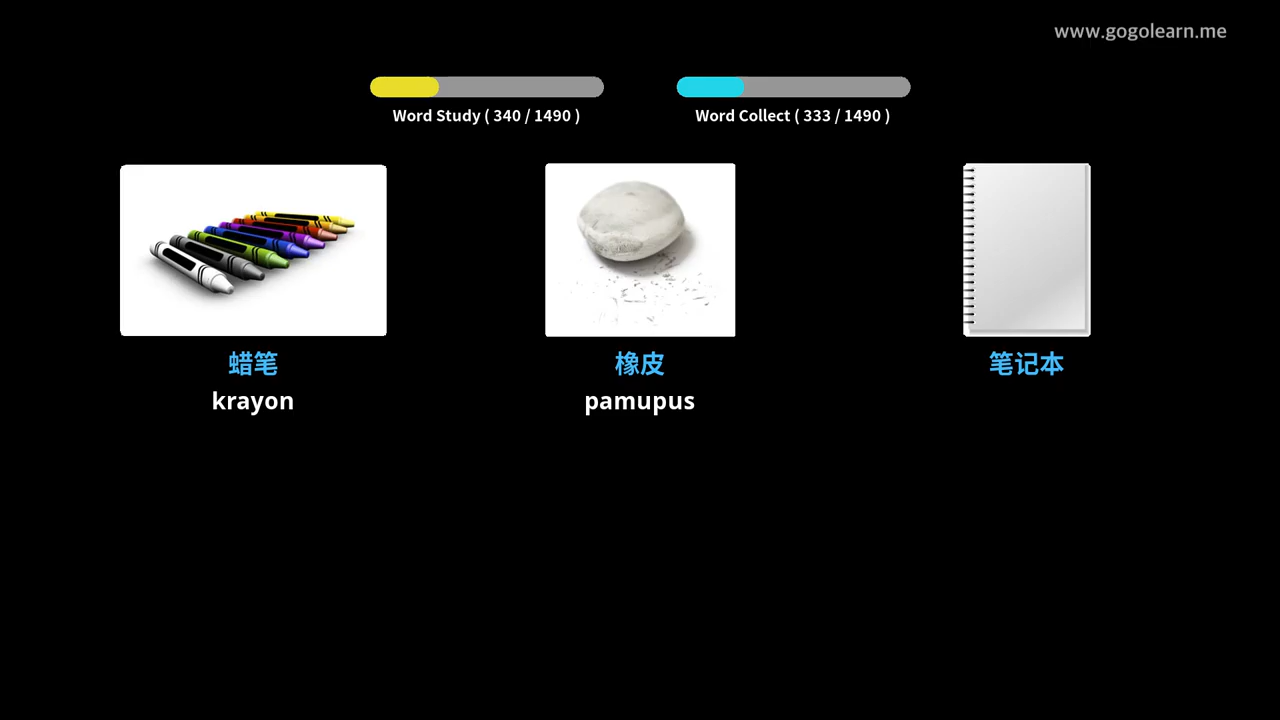 www.gogolearn.me
Word Study ( 340 / 1490 )
Word Collect ( 333 / 1490 )
蜡笔
橡皮
笔记本
krayon
pamupus